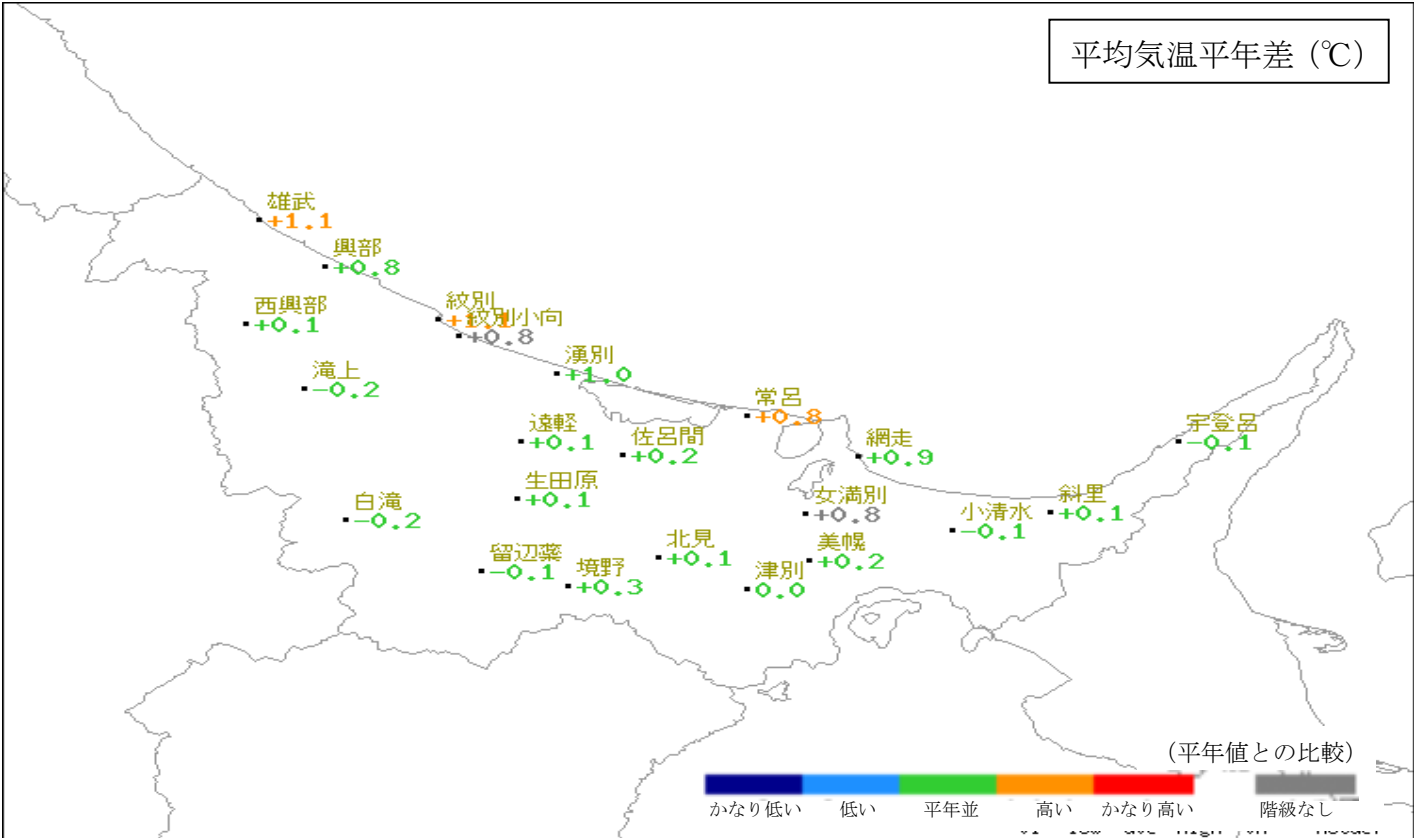 平均気温平年差(℃)
雄武
+1.1
興部
+0.8
西興部
+0.1
紋別
+1.1
紋別小向
+0.8
滝上
-0.2
湧別
+1.0
常呂
+0.8
遠軽
+0.1
佐呂間
+0.2
網走
+0.9
宇登呂
-0.1
生田原
+0.1
白滝
-0.2
女満別
+0.8
小清水
-0.1
斜里
+0.1
留辺蘂
-0.1
境野
+0.3
北見
+0.1
津別
0.0
美幌
+0.2
(平年値との比較)
かなり低い 低い 平年並 高い かなり高い 階級なし